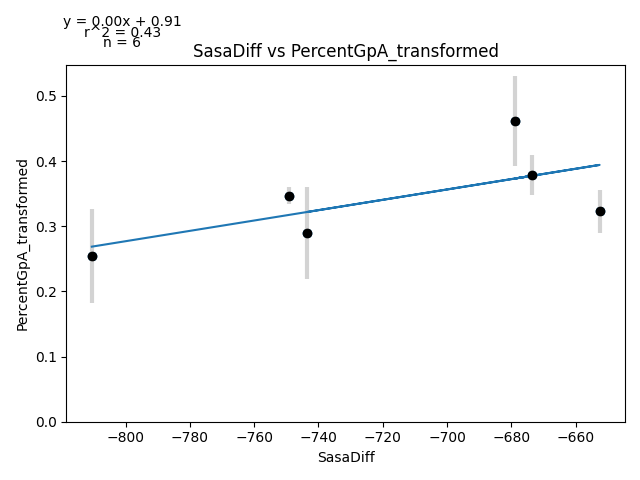 y = 0.00x + 0.91
r^2 = 0.43
n = 6
SasaDiff vs PercentGpA_transformed
PercentGpA_transformed
0.5
0.4
0.3
0.2
0.1
0.0
−800
−780
−760
−740
−720
−700
−680
−660
SasaDiff